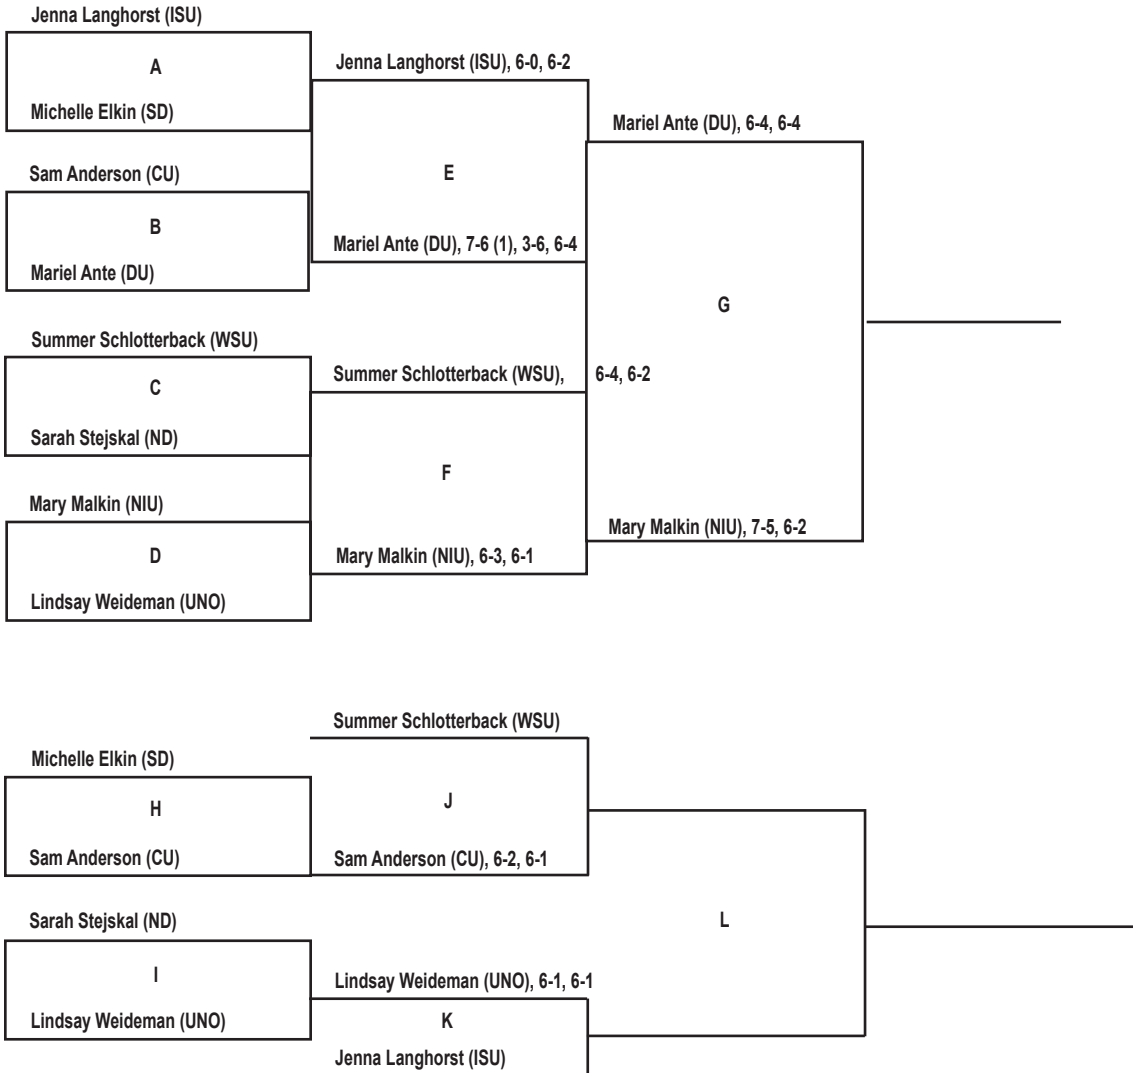 Jenna Langhorst (ISU)
A
Michelle Elkin (SD)
Sam Anderson (CU)
B
Mariel Ante (DU)
Summer Schlotterback (WSU)
C
Sarah Stejskal (ND)
Mary Malkin (NIU)
D
Lindsay Weideman (UNO)
Jenna Langhorst (ISU), 6-0, 6-2
E
Mariel Ante (DU), 7-6 (1), 3-6, 6-4
Summer Schlotterback (WSU), 6-4, 6-2
F
Mary Malkin (NIU), 6-3, 6-1
Mariel Ante (DU), 6-4, 6-4
G
Mary Malkin (NIU), 7-5, 6-2
Michelle Elkin (SD)
H
Sam Anderson (CU)
Sarah Stejskal (ND)
I
Lindsay Weideman (UNO)
Summer Schlotterback (WSU)
J
Sam Anderson (CU), 6-2, 6-1
Lindsay Weideman (UNO), 6-1, 6-1
K
Jenna Langhorst (ISU)
L